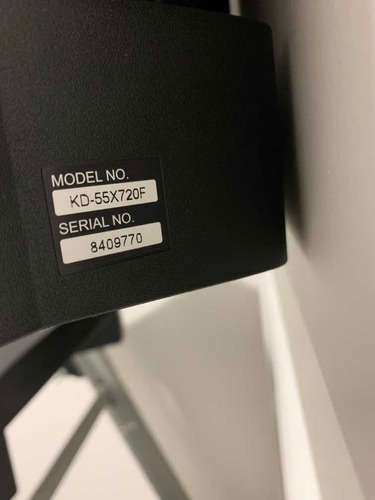 MODEL NO.
KD-55X720F
SERIAL NO.
8409770